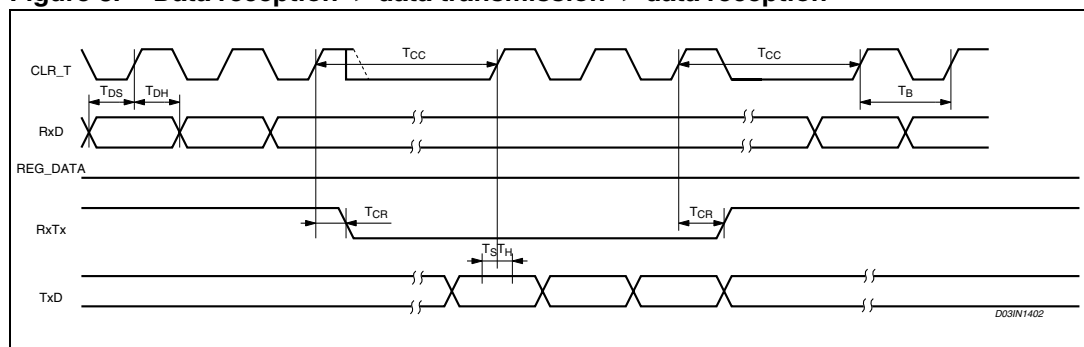 Figure 8. Data reception -> data transmission -> data reception
CLR_T
TCC
TCC
TDS
TDH
TB
RxD
REG_DATA
RxTx
TCR
TCR
TS
TH
TxD
D03IN1402